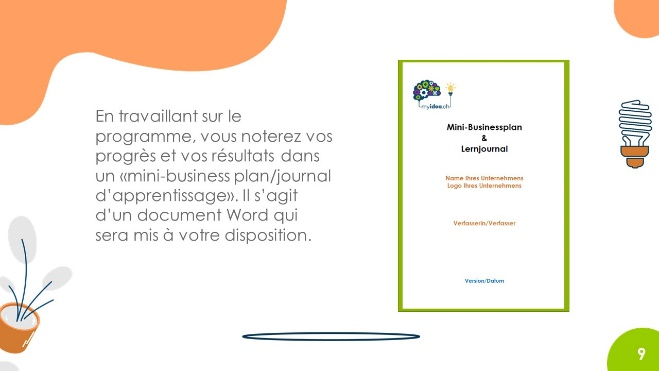 En travaillant sur le
programme, vous noterez vos
progrès et vos résultats dans
un «mini-business plan/journal
d’apprentissage». Il s’agit
d’un document Word qui
sera mis à votre disposition.
myidea.ch
Mini-Businessplan
&
Lernjournal
Name Ihres Unternehmens
Logo Ihres Unternehmens
Verfasserin/Verfasser
Version/Datum
9